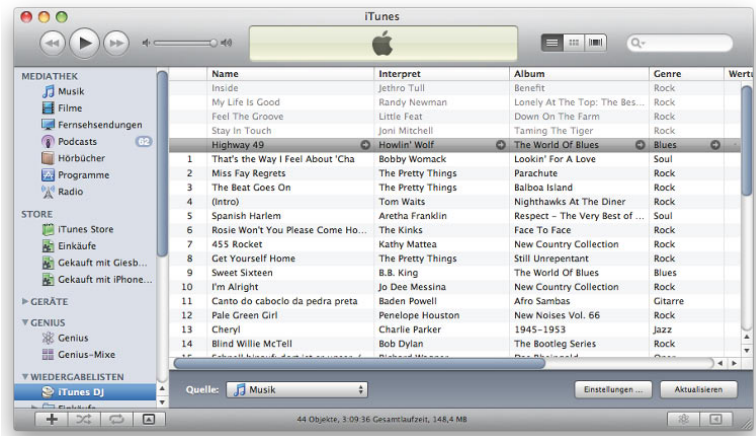 iTunes
Name Interpret Album Genre Wertu
MEDIATHEK
Musik
Filme
Fernsehsendungen
Podcasts 62
Hörbücher
Programme
Radio
STORE
iTunes Store
Einkäufe
Gekauft mit Giesb...
Gekauft mit iPhone...
GERÄTE
GENIUS
Genius
Genius-Mixe
WIEDERGABELISTEN
iTunes DJ
Einkäufe
Inside Jethro Tull Benefit Rock
My Life Is Good Randy Newman Lonely At The Top: The Bes... Rock
Feel The Groove Little Feat Down On The Farm Rock
Stay In Touch Joni Mitchell Taming The Tiger Rock
Highway 49 Howlin' Wolf The World Of Blues Blues
1 That's the Way I Feel About 'Cha Bobby Womack Lookin' For A Love Soul
2 Miss Fay Regrets The Pretty Things Parachute Rock
3 The Beat Goes On The Pretty Things Balboa Island Rock
4 (Intro) Tom Waits Nighthawks At The Diner Rock
5 Spanish Harlem Aretha Franklin Respect – The Very Best of ... Soul
6 Rosie Won't You Please Come Ho... The Kinks Face To Face Rock
7 455 Rocket Kathy Mattea New Country Collection Rock
8 Get Yourself Home The Pretty Things Still Unrepentant Rock
9 Sweet Sixteen B.B. King The World Of Blues Blues
10 I'm Alright Jo Dee Messina New Country Collection Rock
11 Canto do caboclo da pedra preta Baden Powell Afro Sambas Gitarre
12 Pale Green Girl Penelope Houston New Noises Vol. 66 Rock
13 Cheryl Charlie Parker 1945–1953 Jazz
14 Blind Willie McTell Bob Dylan The Bootleg Series Rock
15 Richard Wagner Das Rheingold Oper
Quelle: Musik Einstellungen ... Aktualisieren
44 Objekte, 3:09:36 Gesamtlaufzeit, 148,4 MB